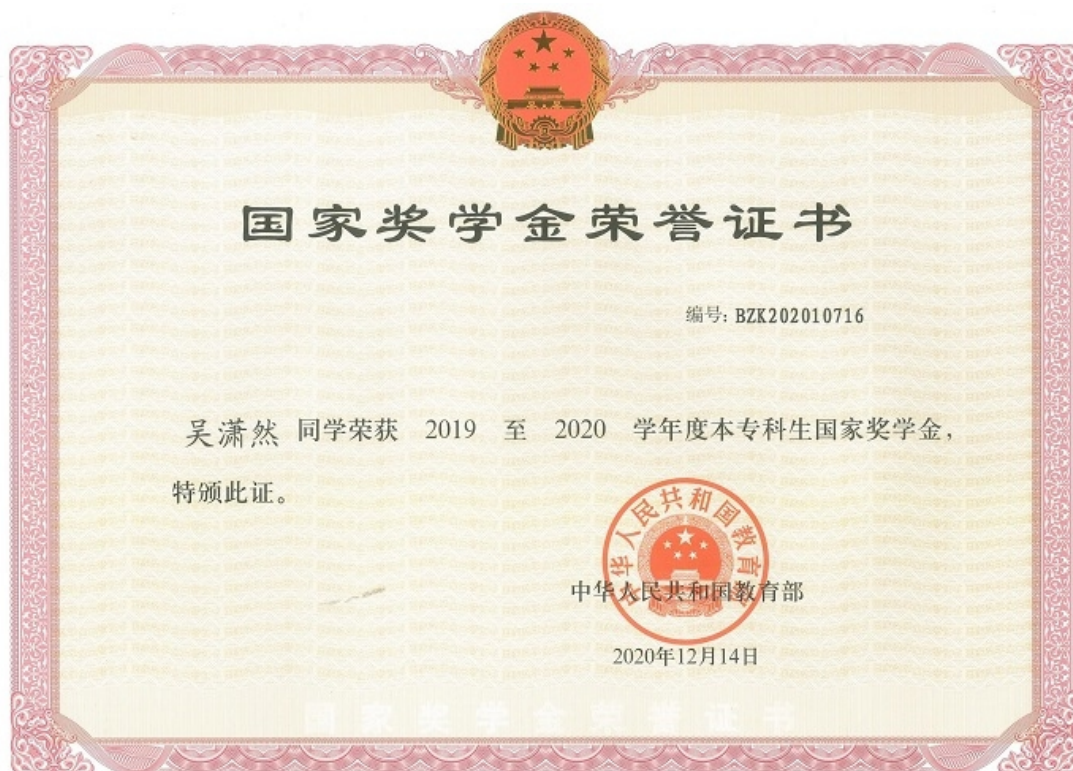 国家奖学金荣誉证书
编号: BZK202010716
吴潇然 同学荣获 2019 至 2020 学年度本专科生国家奖学金，
特颁此证。
中华人民共和国教育部
中华人民共和国教育部
2020年12月14日
国家奖学金荣誉证书